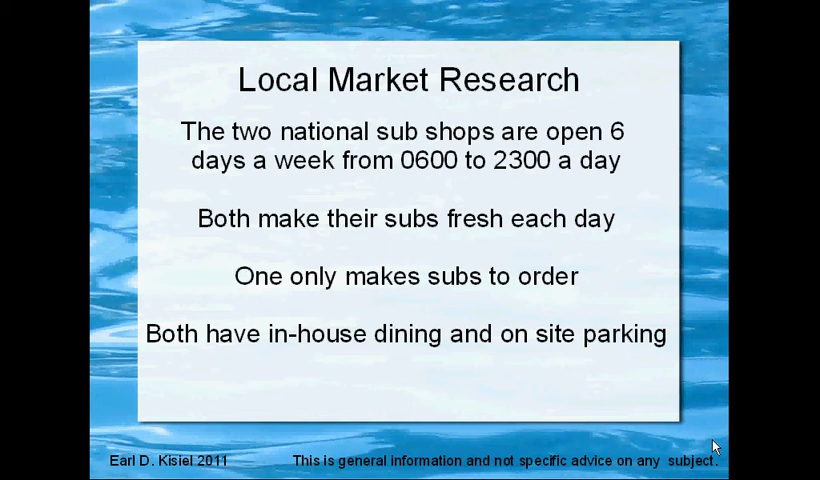 Local Market Research
The two national sub shops are open 6
days a week from 0600 to 2300 a day
Both make their subs fresh each day
One only makes subs to order
Both have in-house dining and on site parking
Earl D. Kisiel 2011 This is general information and not specific advice on any subject.